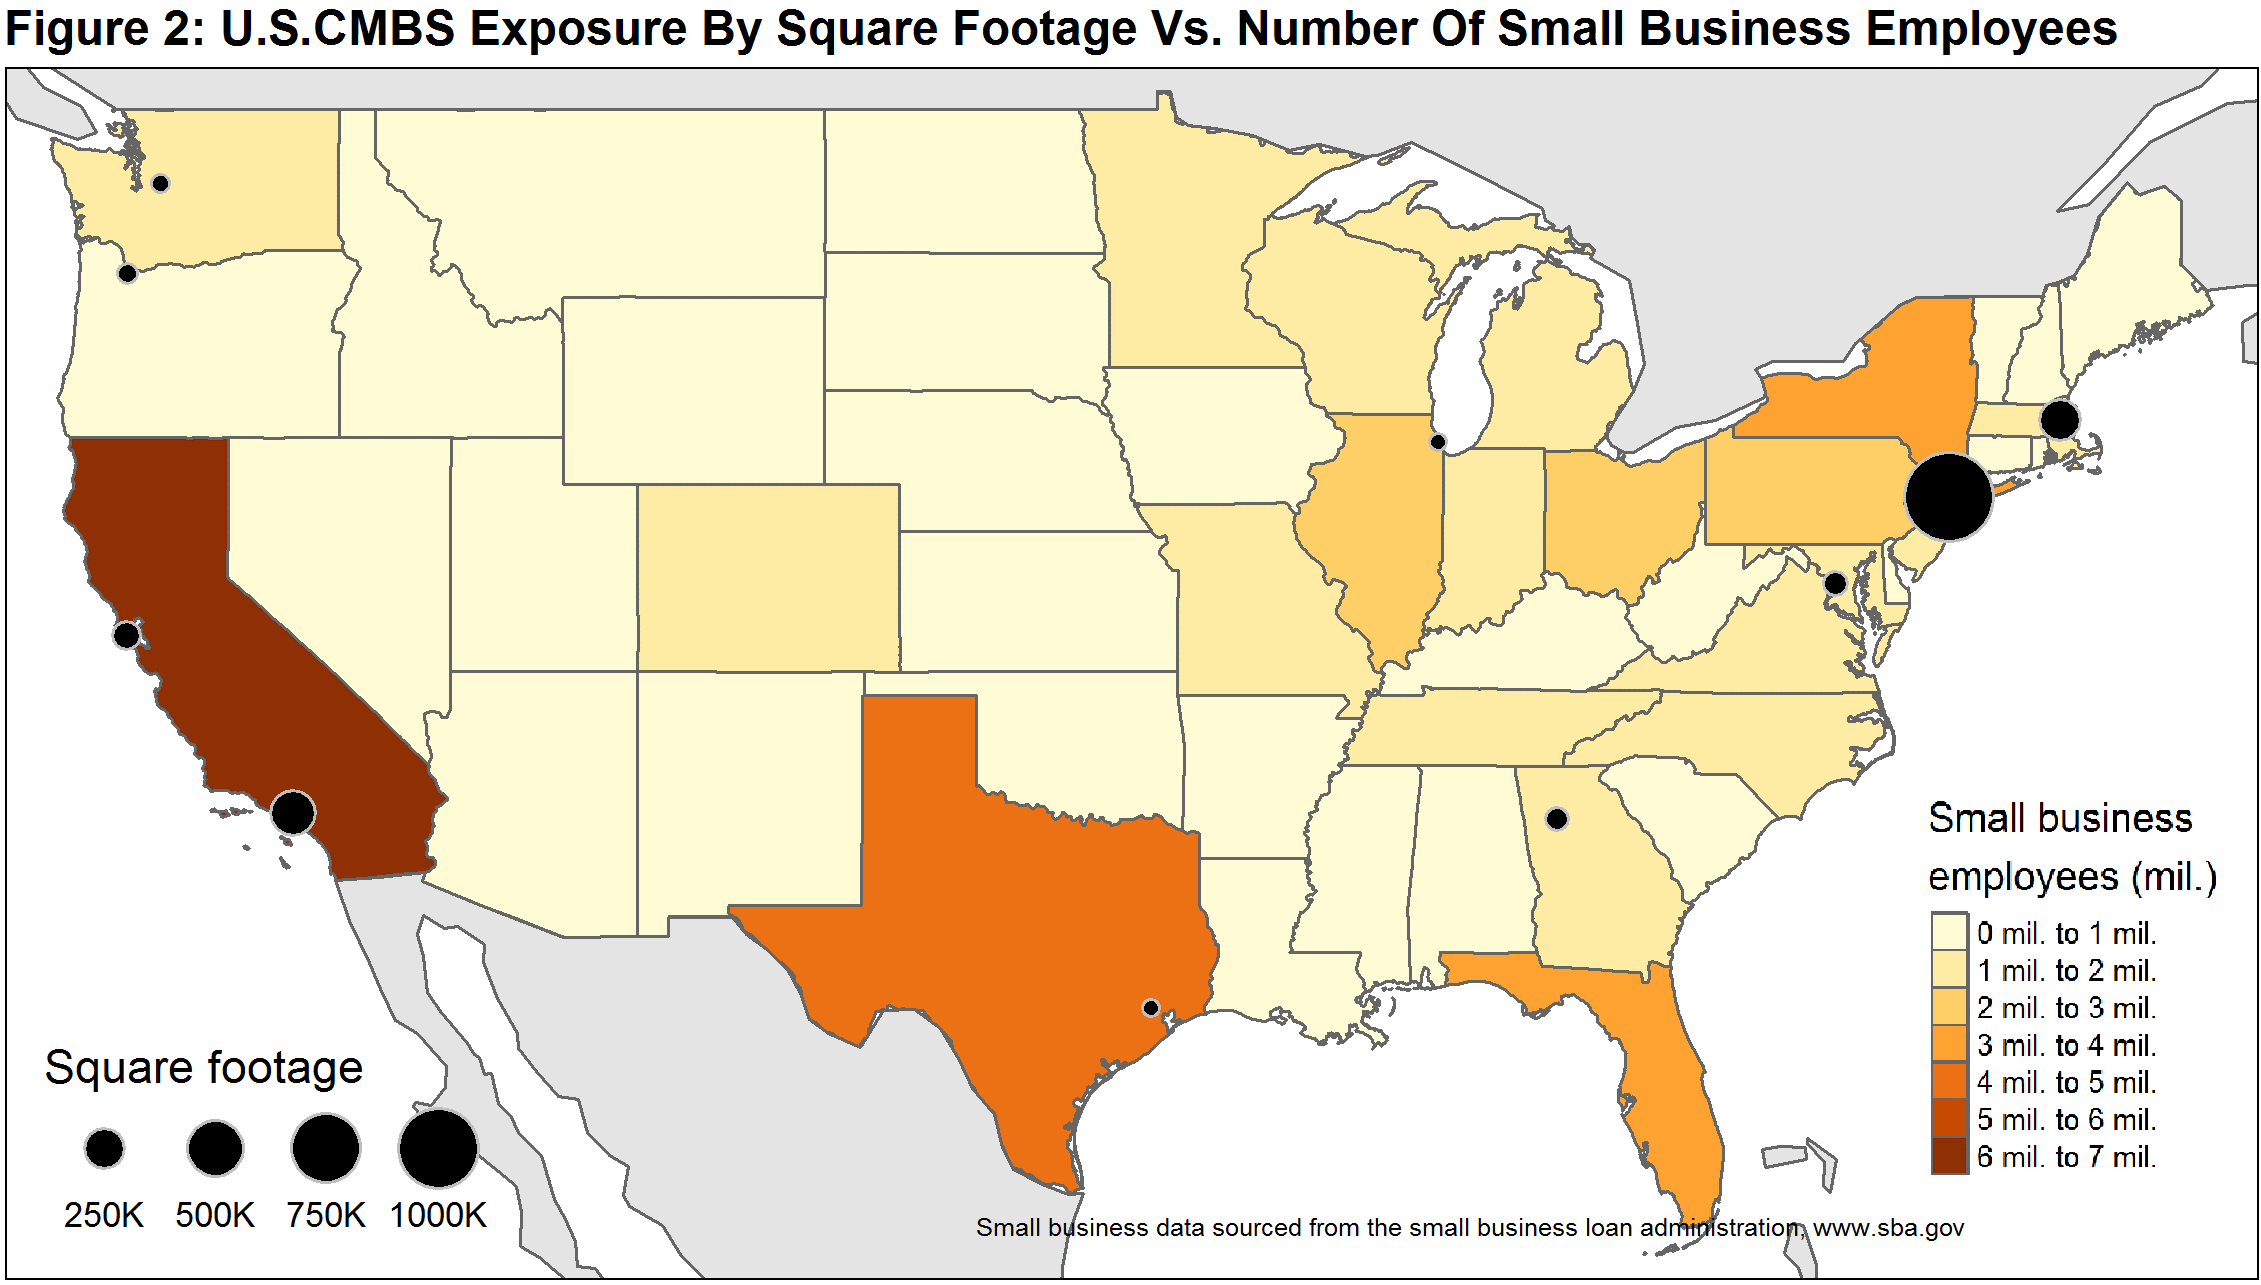 Figure 2: U.S.CMBS Exposure By Square Footage Vs. Number Of Small Business Employees
Small business
employees (mil.)
0 mil. to 1 mil.
1 mil. to 2 mil.
2 mil. to 3 mil.
3 mil. to 4 mil.
4 mil. to 5 mil.
5 mil. to 6 mil.
6 mil. to 7 mil.
Square footage
250K 500K 750K 1000K
Small business data sourced from the small business loan administration, www.sba.gov